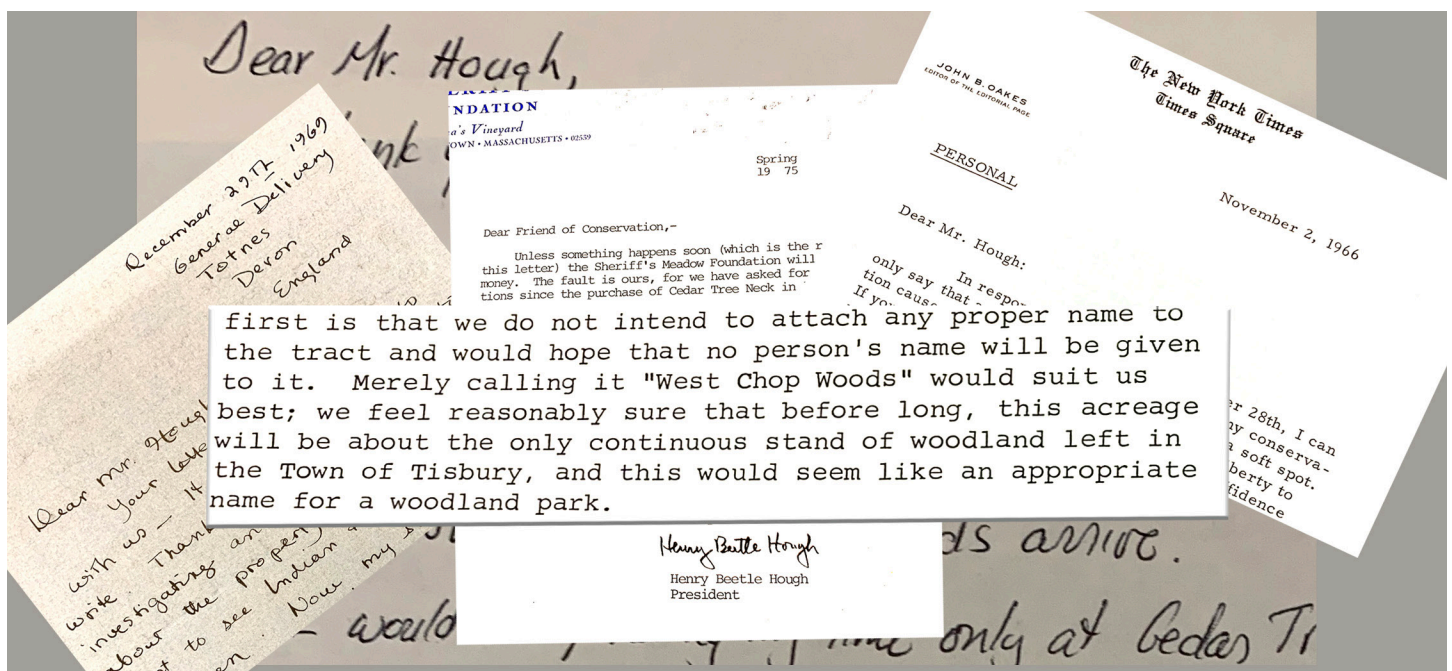 Dear Mr. Hough,
December 29TH 1969
General Delivery
Totnes
Devon
England
Dear Mr. Hough
Your lette
with us - It
write. Thank
investigating an
about the property
t to see Indian
Now my
NDATION
a's Vineyard
OWN • MASSACHUSETTS • 02539
Spring
19 75
Dear Friend of Conservation,-
Unless something happens soon (which is the r
this letter) the Sheriff's Meadow Foundation will
money. The fault is ours, for we have asked for
tions since the purchase of Cedar Tree Neck in
JOHN B. OAKES
EDITOR OF THE EDITORIAL PAGE
The New York Times
Times Square
PERSONAL
November 2, 1966
Dear Mr. Hough:
In respon
only say that
tion cause
If you
er 28th, I can
ny conserva-
a soft spot.
berty to
fidence
first is that we do not intend to attach any proper name to
the tract and would hope that no person's name will be given
to it. Merely calling it "West Chop Woods" would suit us
best; we feel reasonably sure that before long, this acreage
will be about the only continuous stand of woodland left in
the Town of Tisbury, and this would seem like an appropriate
name for a woodland park.
Henry Beetle Hough
Henry Beetle Hough
President
ds arrive.
would
time only at Cedar Tr